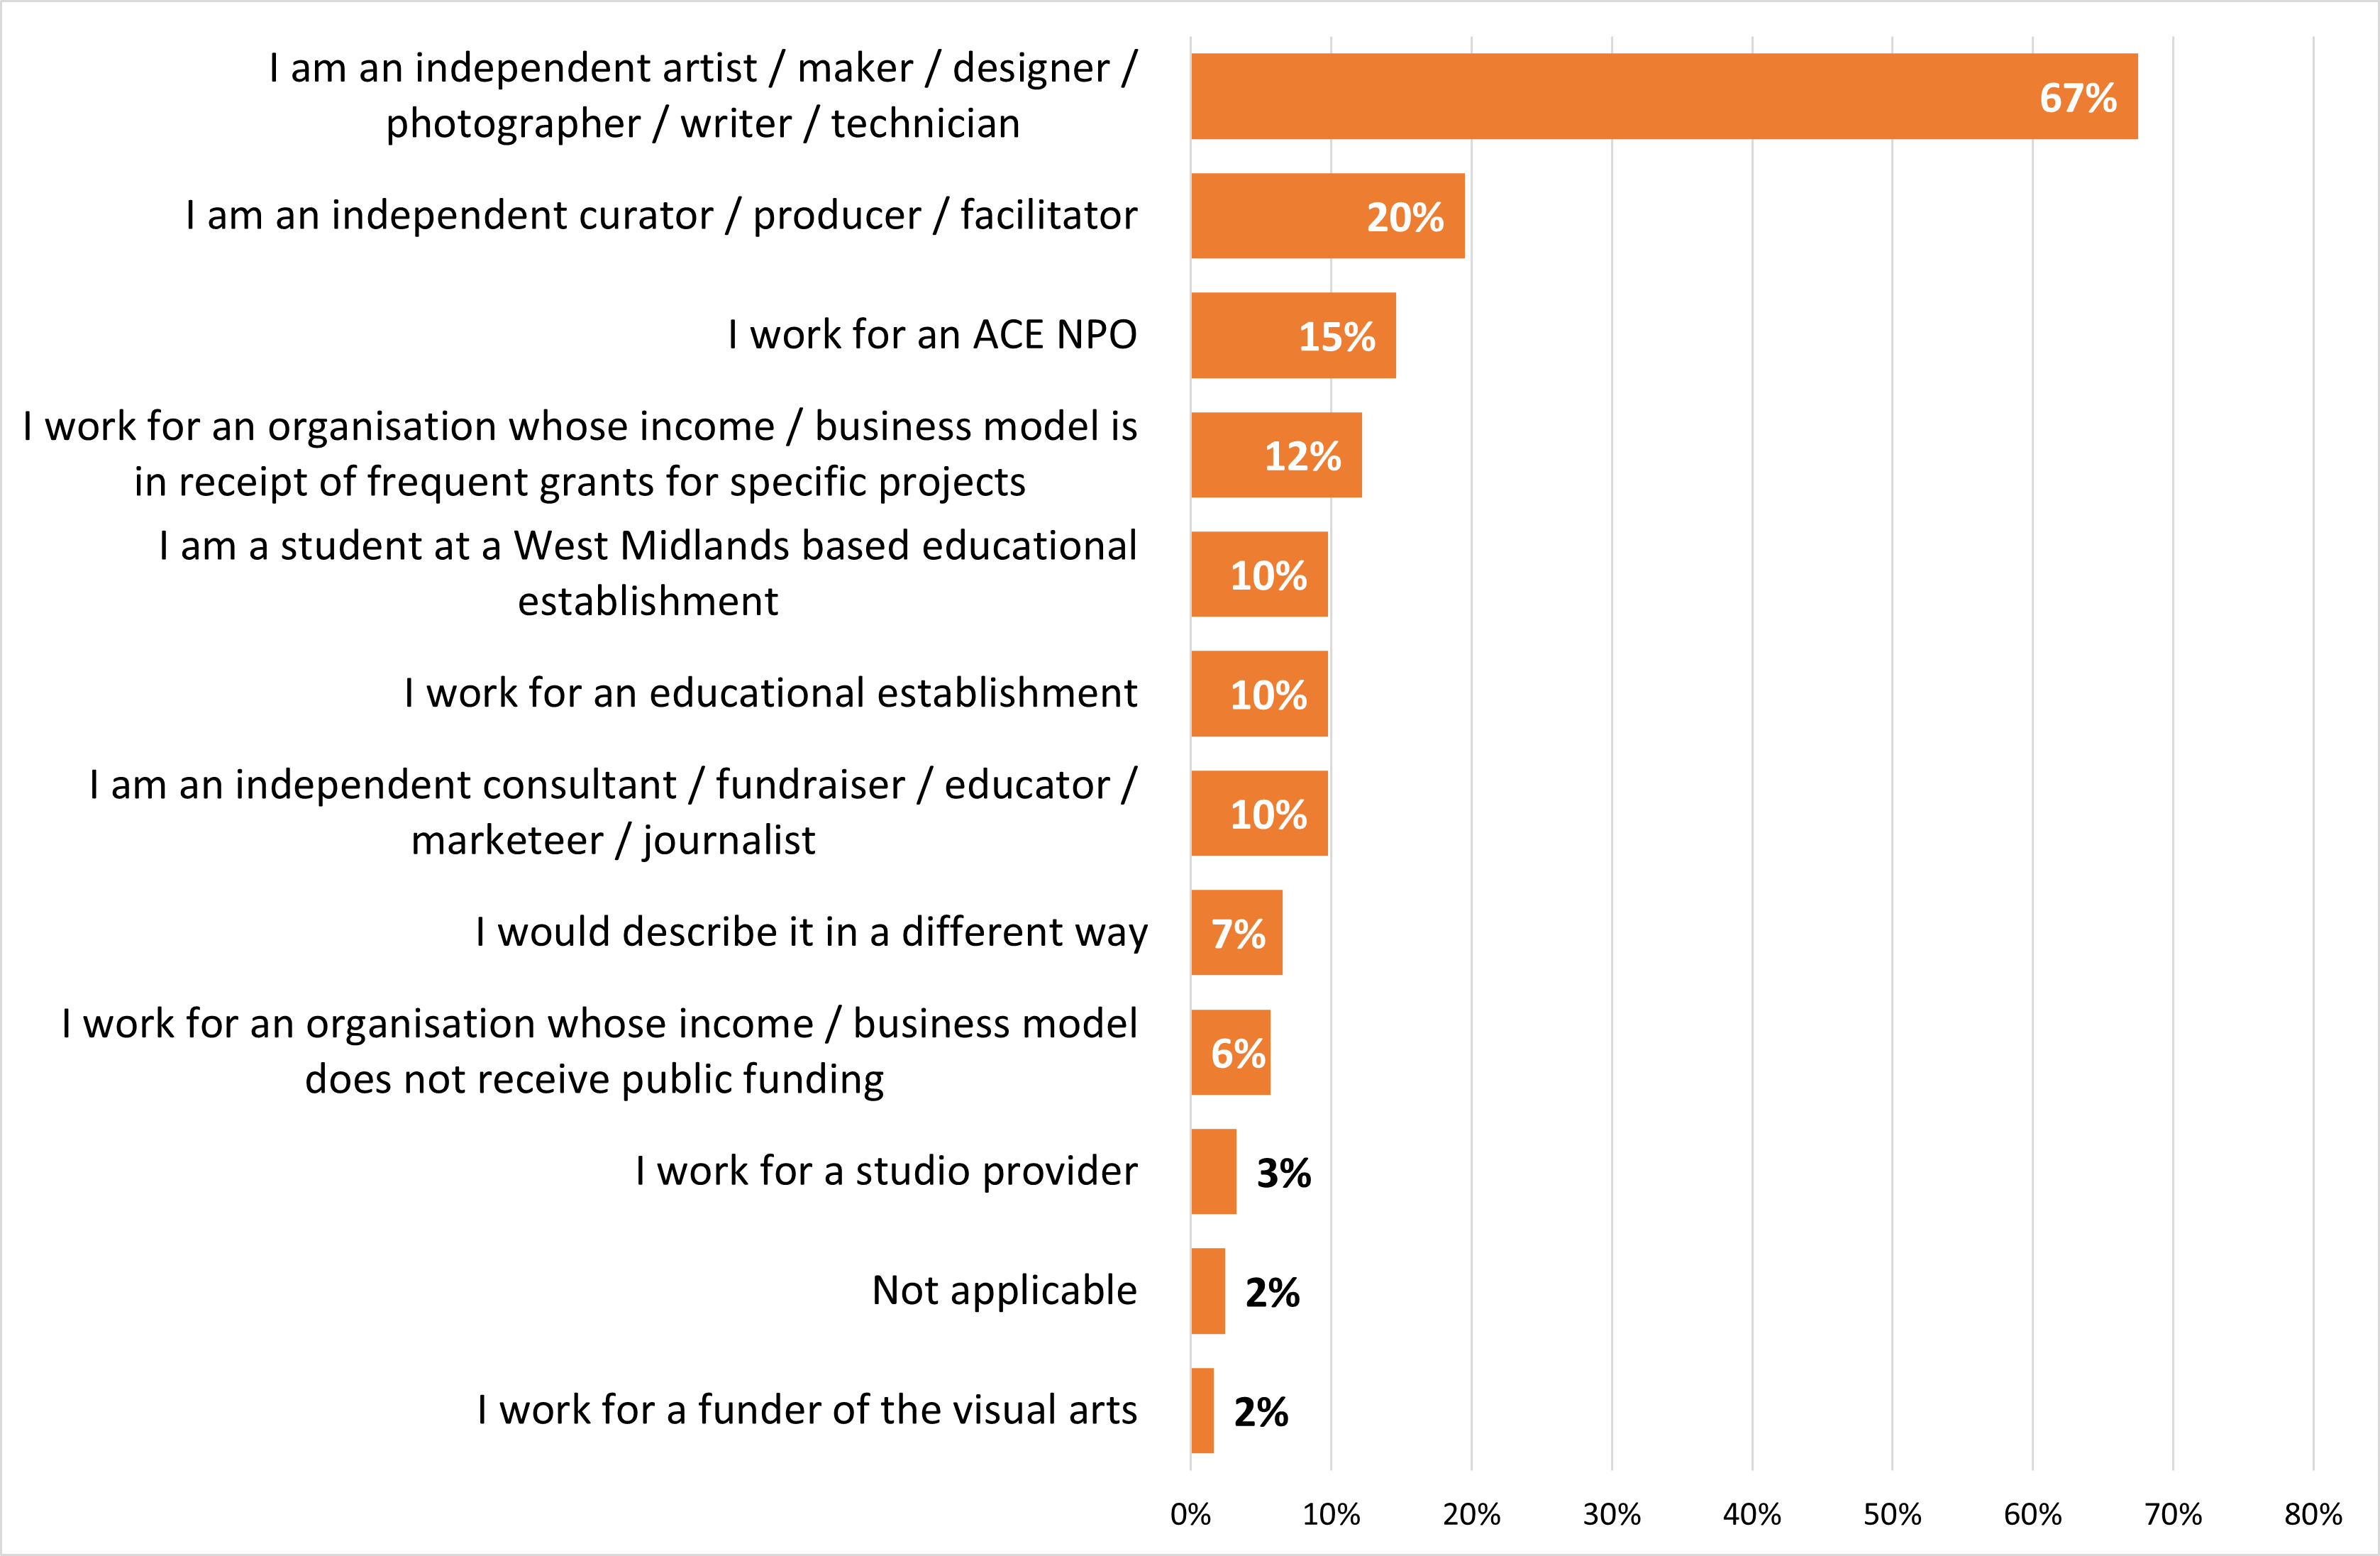 I am an independent artist / maker / designer /
photographer / writer / technician
67%
I am an independent curator / producer / facilitator
20%
I work for an ACE NPO
15%
I work for an organisation whose income / business model is
in receipt of frequent grants for specific projects
12%
I am a student at a West Midlands based educational
establishment
10%
I work for an educational establishment
10%
I am an independent consultant / fundraiser / educator /
marketeer / journalist
10%
I would describe it in a different way
7%
I work for an organisation whose income / business model
does not receive public funding
6%
I work for a studio provider
3%
Not applicable
2%
I work for a funder of the visual arts
2%
0% 10% 20% 30% 40% 50% 60% 70% 80%